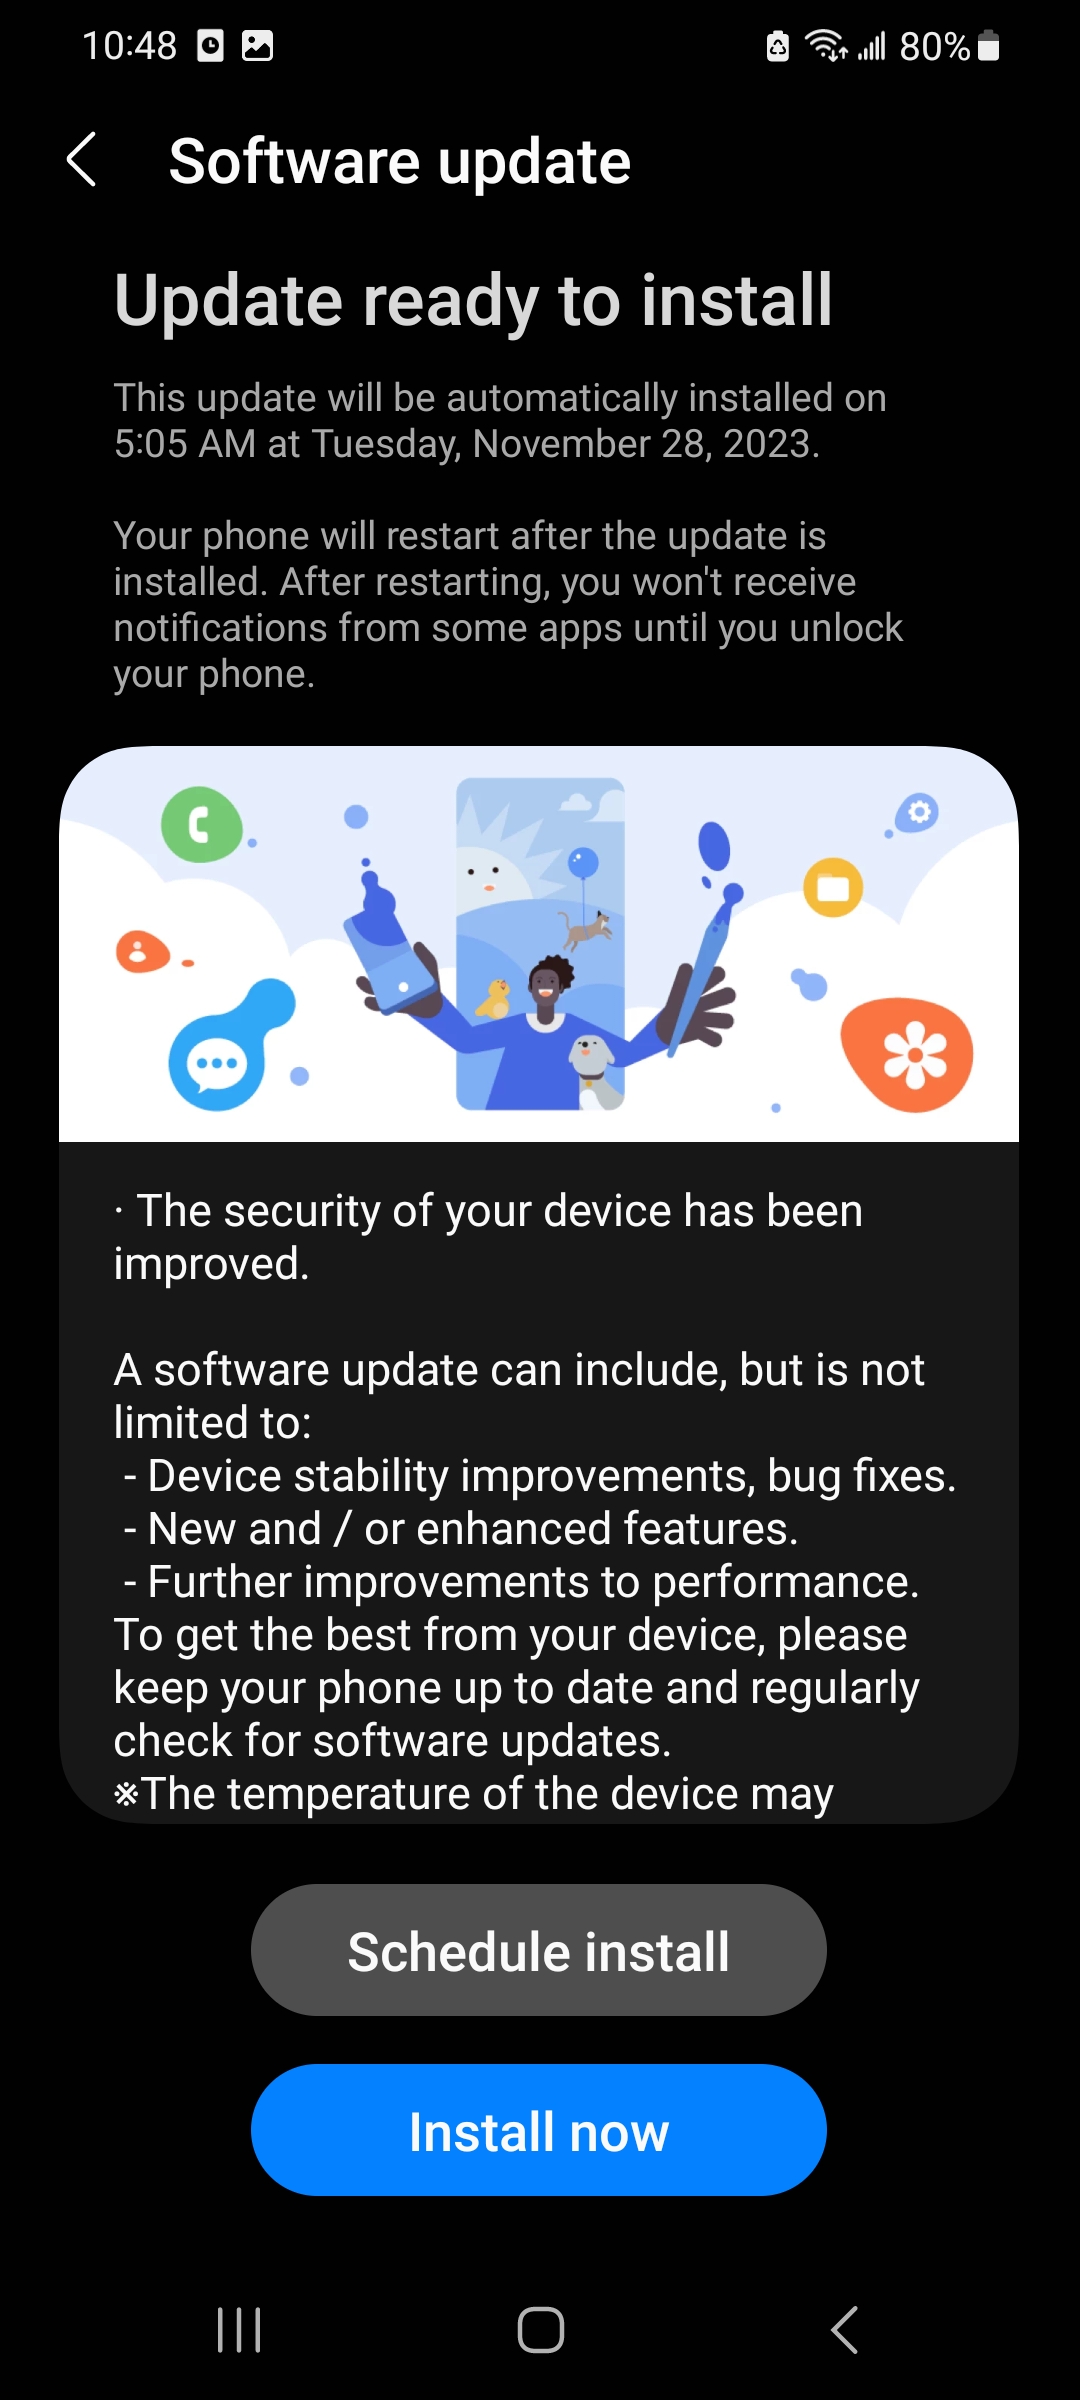 10:48 80%
Software update
Update ready to install
This update will be automatically installed on
5:05 AM at Tuesday, November 28, 2023.
Your phone will restart after the update is
installed. After restarting, you won't receive
notifications from some apps until you unlock
your phone.
· The security of your device has been
improved.
A software update can include, but is not
limited to:
- Device stability improvements, bug fixes.
- New and / or enhanced features.
- Further improvements to performance.
To get the best from your device, please
keep your phone up to date and regularly
check for software updates.
※The temperature of the device may
Schedule install
Install now